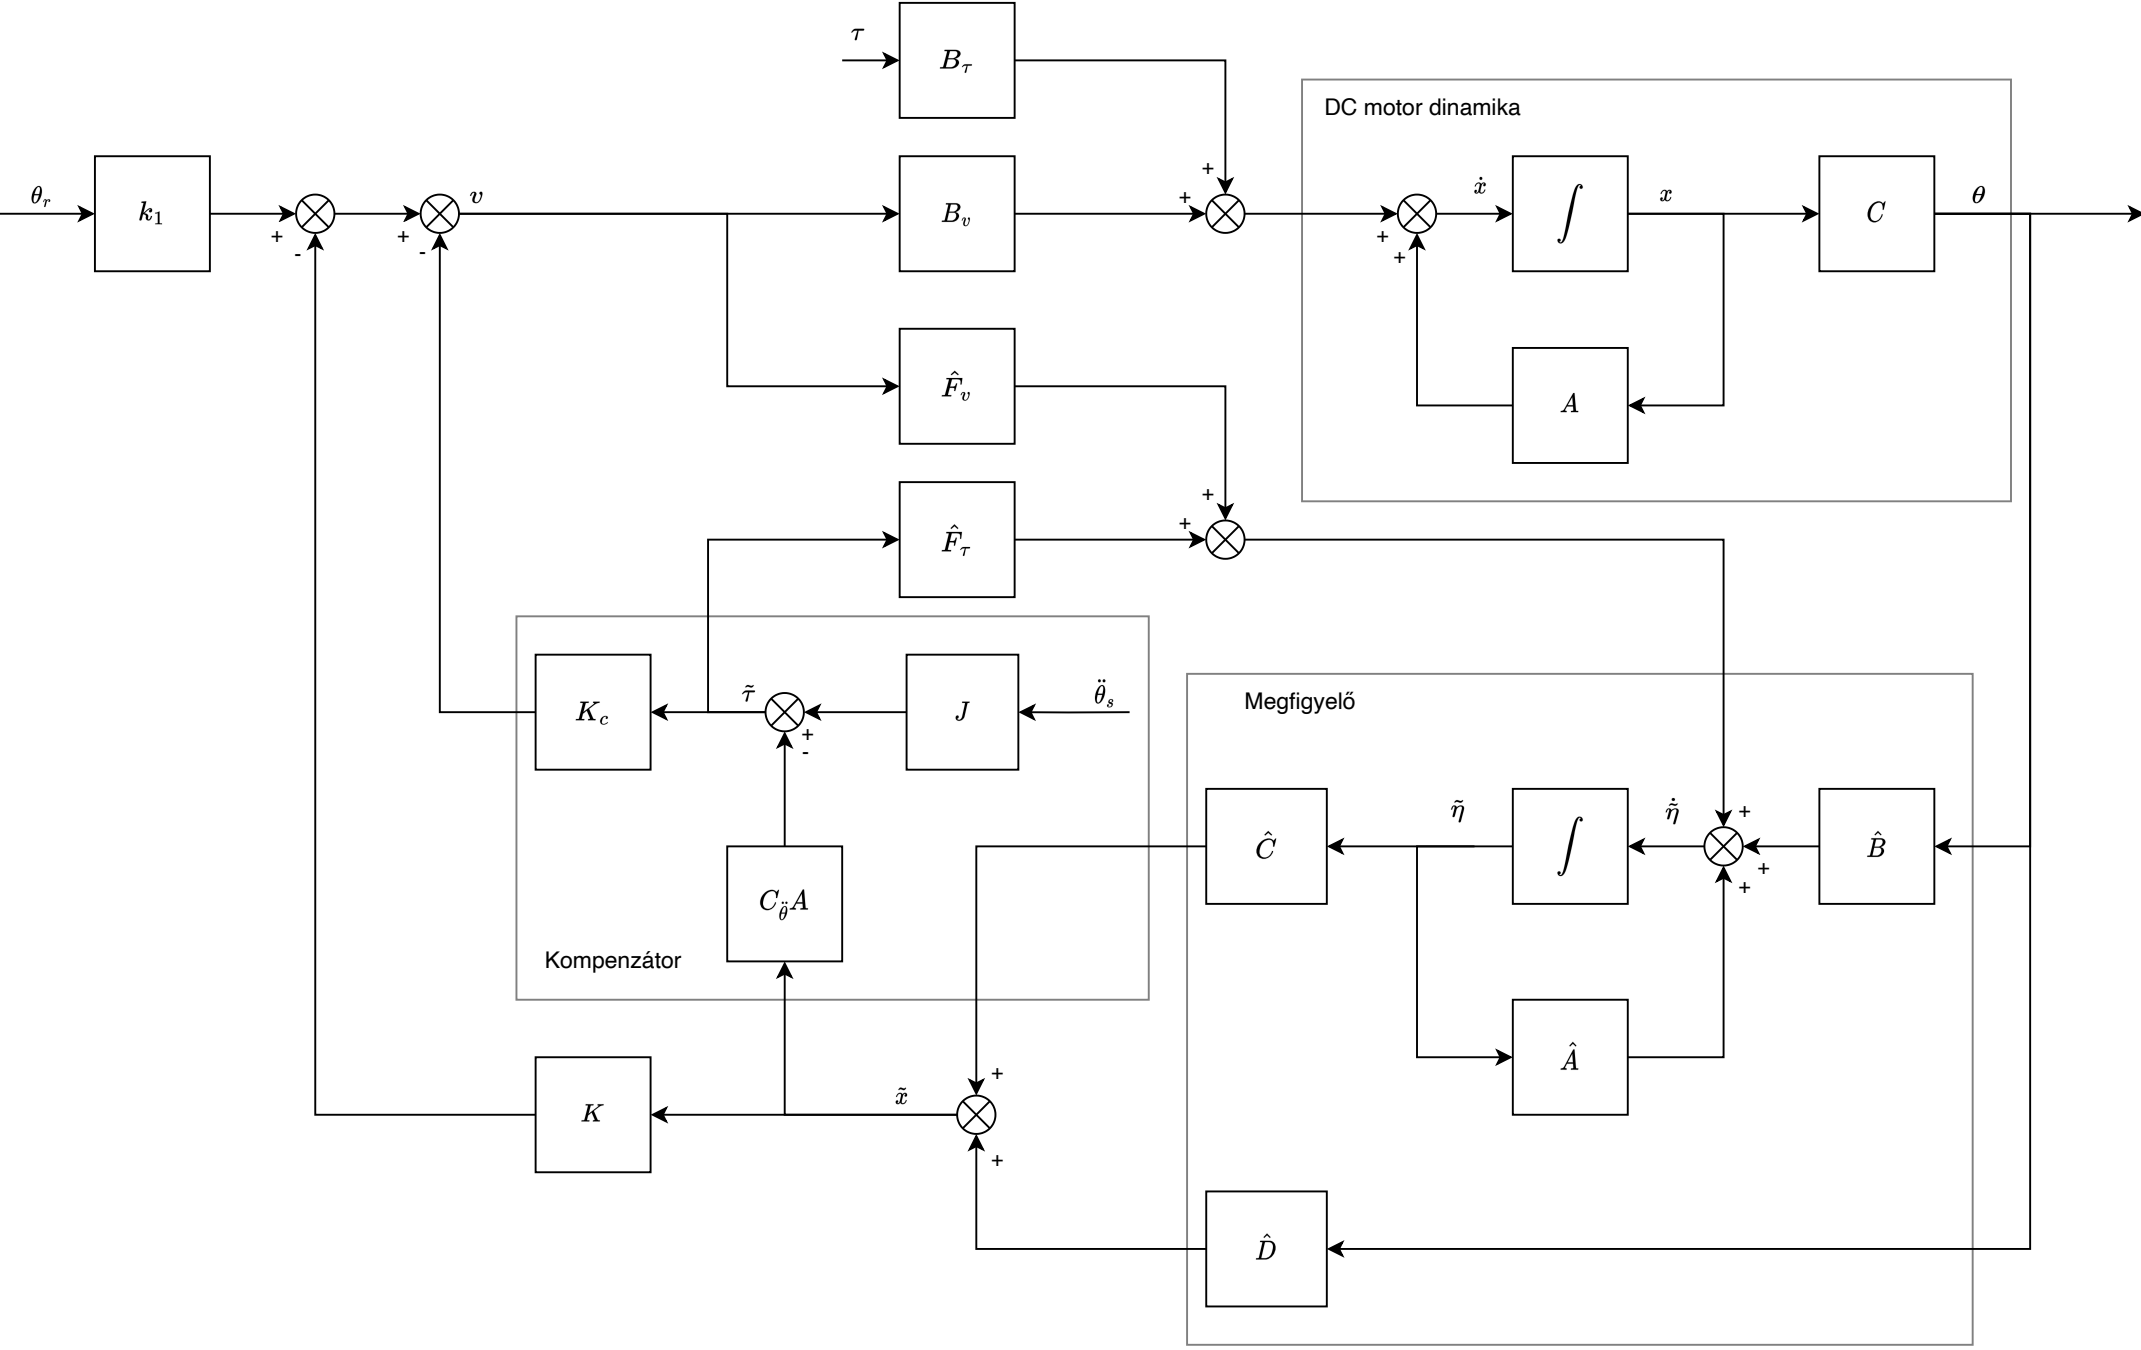 τ
B_τ
DC motor dinamika
θ_r
k_1
+
-
+
-
v
B_v
+
+
+
+
ẋ
∫
x
C
θ
F̂_v
A
F̂_τ
+
+
K_c
τ̃
+
-
J
θ̈_s
Megfigyelő
Ĉ
η̃
∫
η̃̇
+
+
+
B̂
C_θ̈ A
Kompenzátor
Â
K
x̃
+
+
D̂